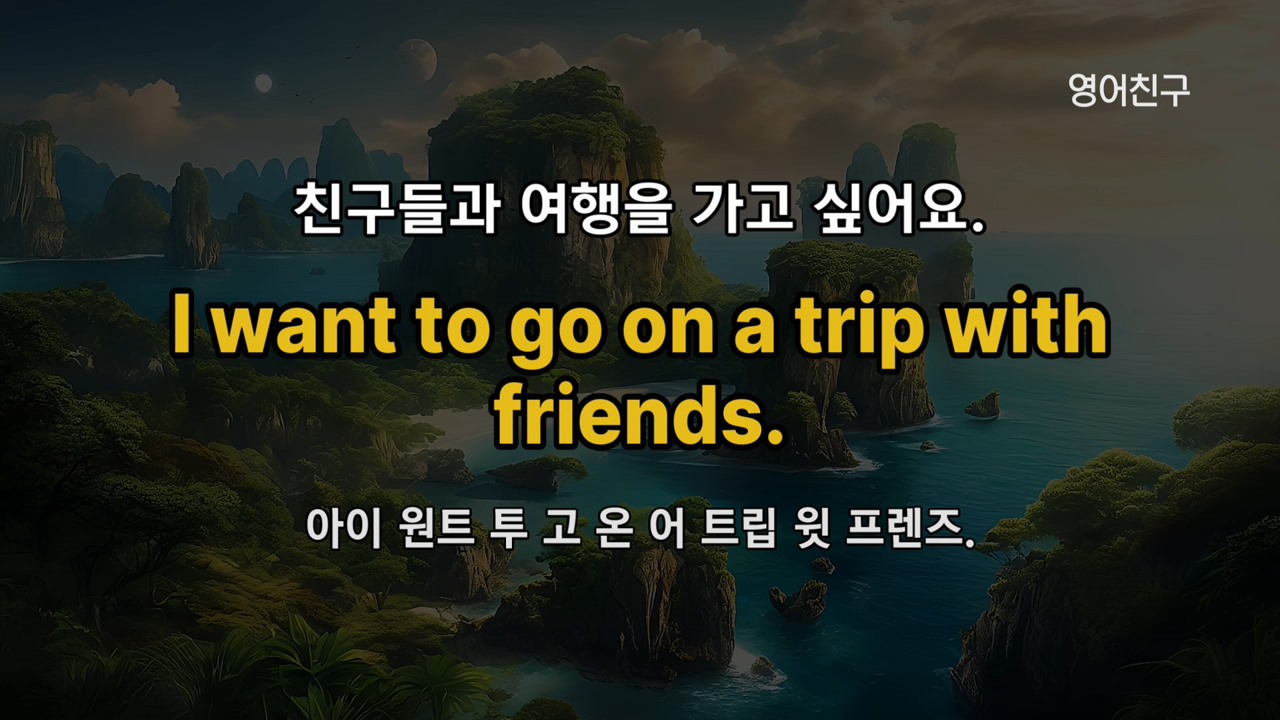 영어친구
친구들과 여행을 가고 싶어요.
I want to go on a trip with
friends.
아이 원트 투 고 온 어 트립 윗 프렌즈.